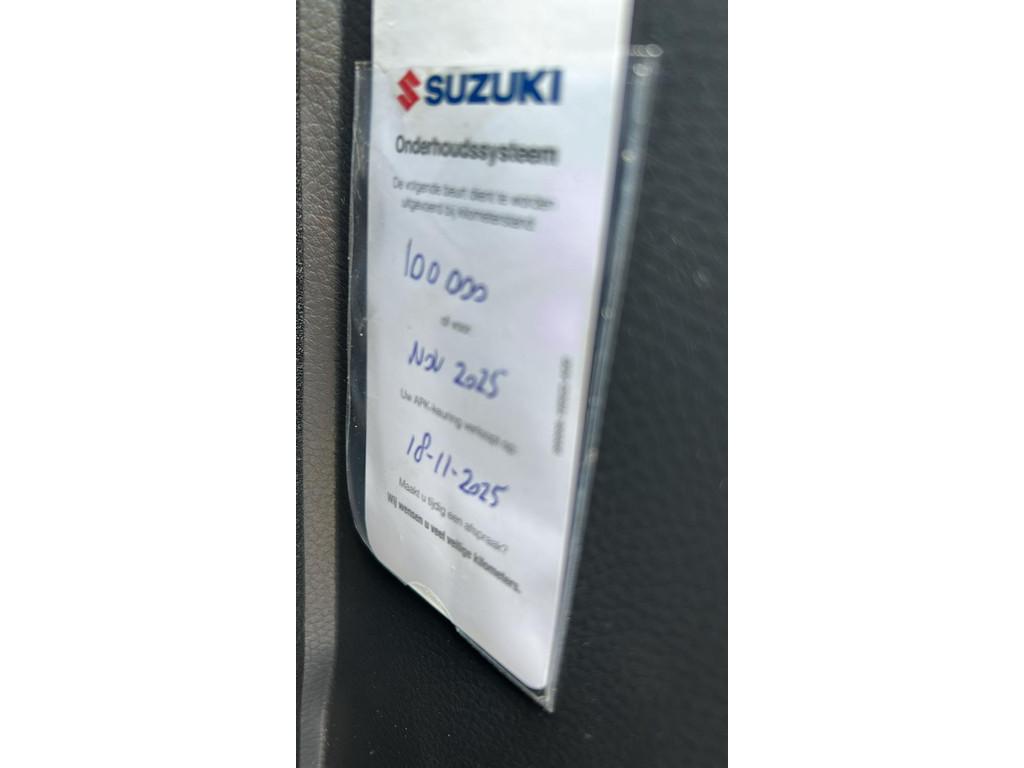 SUZUKI
Onderhoudssysteem
De volgende beurt dient te worden
uitgevoerd bij kilometerstand:
100 000
of voor
Nov 2025
Uw APK-keuring verloopt op:
18-11-2025
Maakt u tijdig een afspraak?
Wij wensen u veel veilige kilometers.